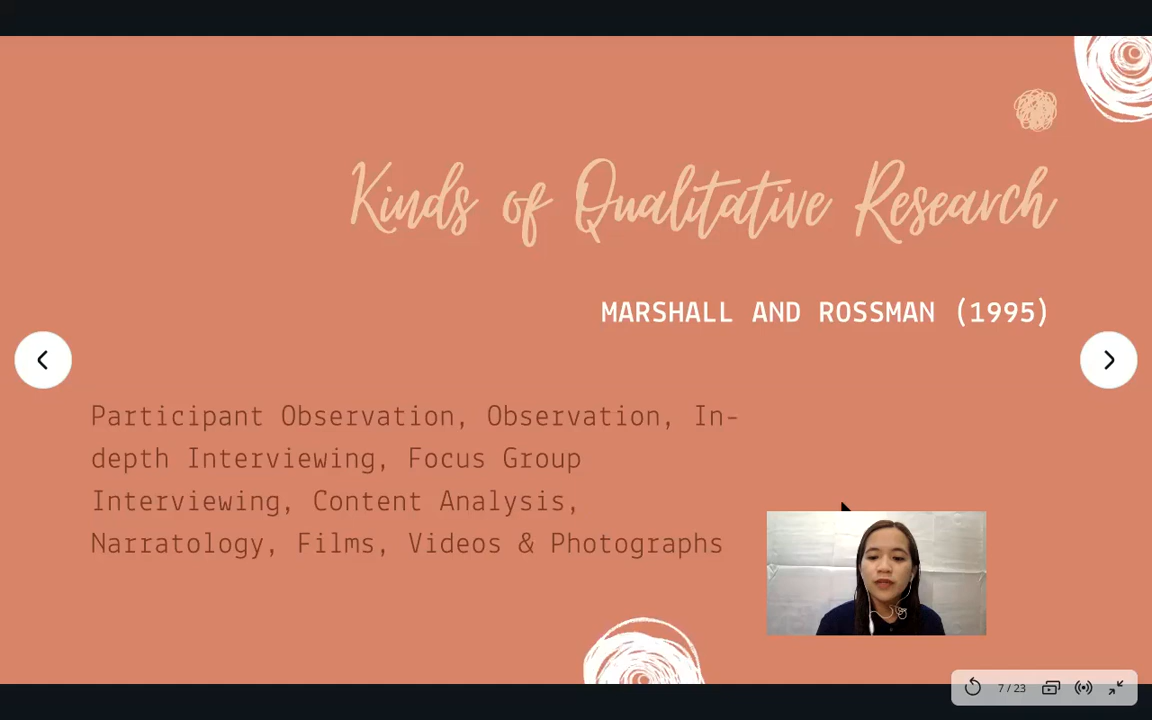 Kinds of Qualitative Research
MARSHALL AND ROSSMAN (1995)
Participant Observation, Observation, In-
depth Interviewing, Focus Group
Interviewing, Content Analysis,
Narratology, Films, Videos & Photographs
7 / 23